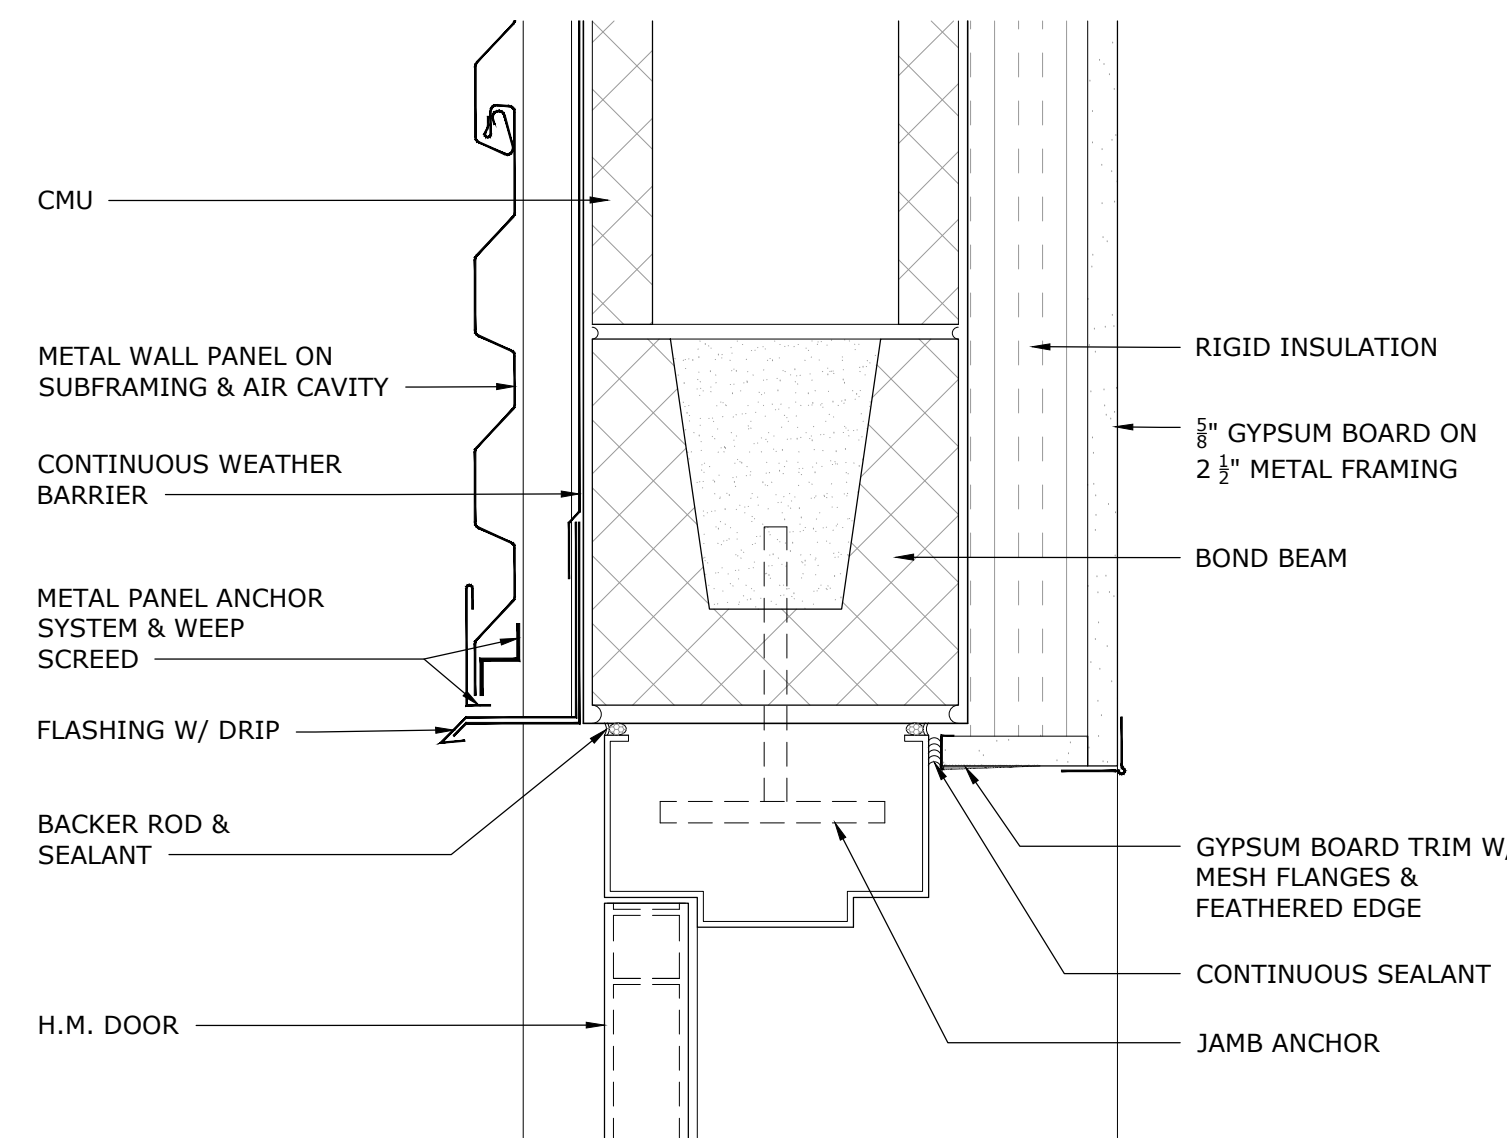 CMU
METAL WALL PANEL ON
SUBFRAMING & AIR CAVITY
CONTINUOUS WEATHER
BARRIER
METAL PANEL ANCHOR
SYSTEM & WEEP
SCREED
FLASHING W/ DRIP
BACKER ROD &
SEALANT
H.M. DOOR
RIGID INSULATION
5/8" GYPSUM BOARD ON
2 1/2" METAL FRAMING
BOND BEAM
GYPSUM BOARD TRIM W/
MESH FLANGES &
FEATHERED EDGE
CONTINUOUS SEALANT
JAMB ANCHOR